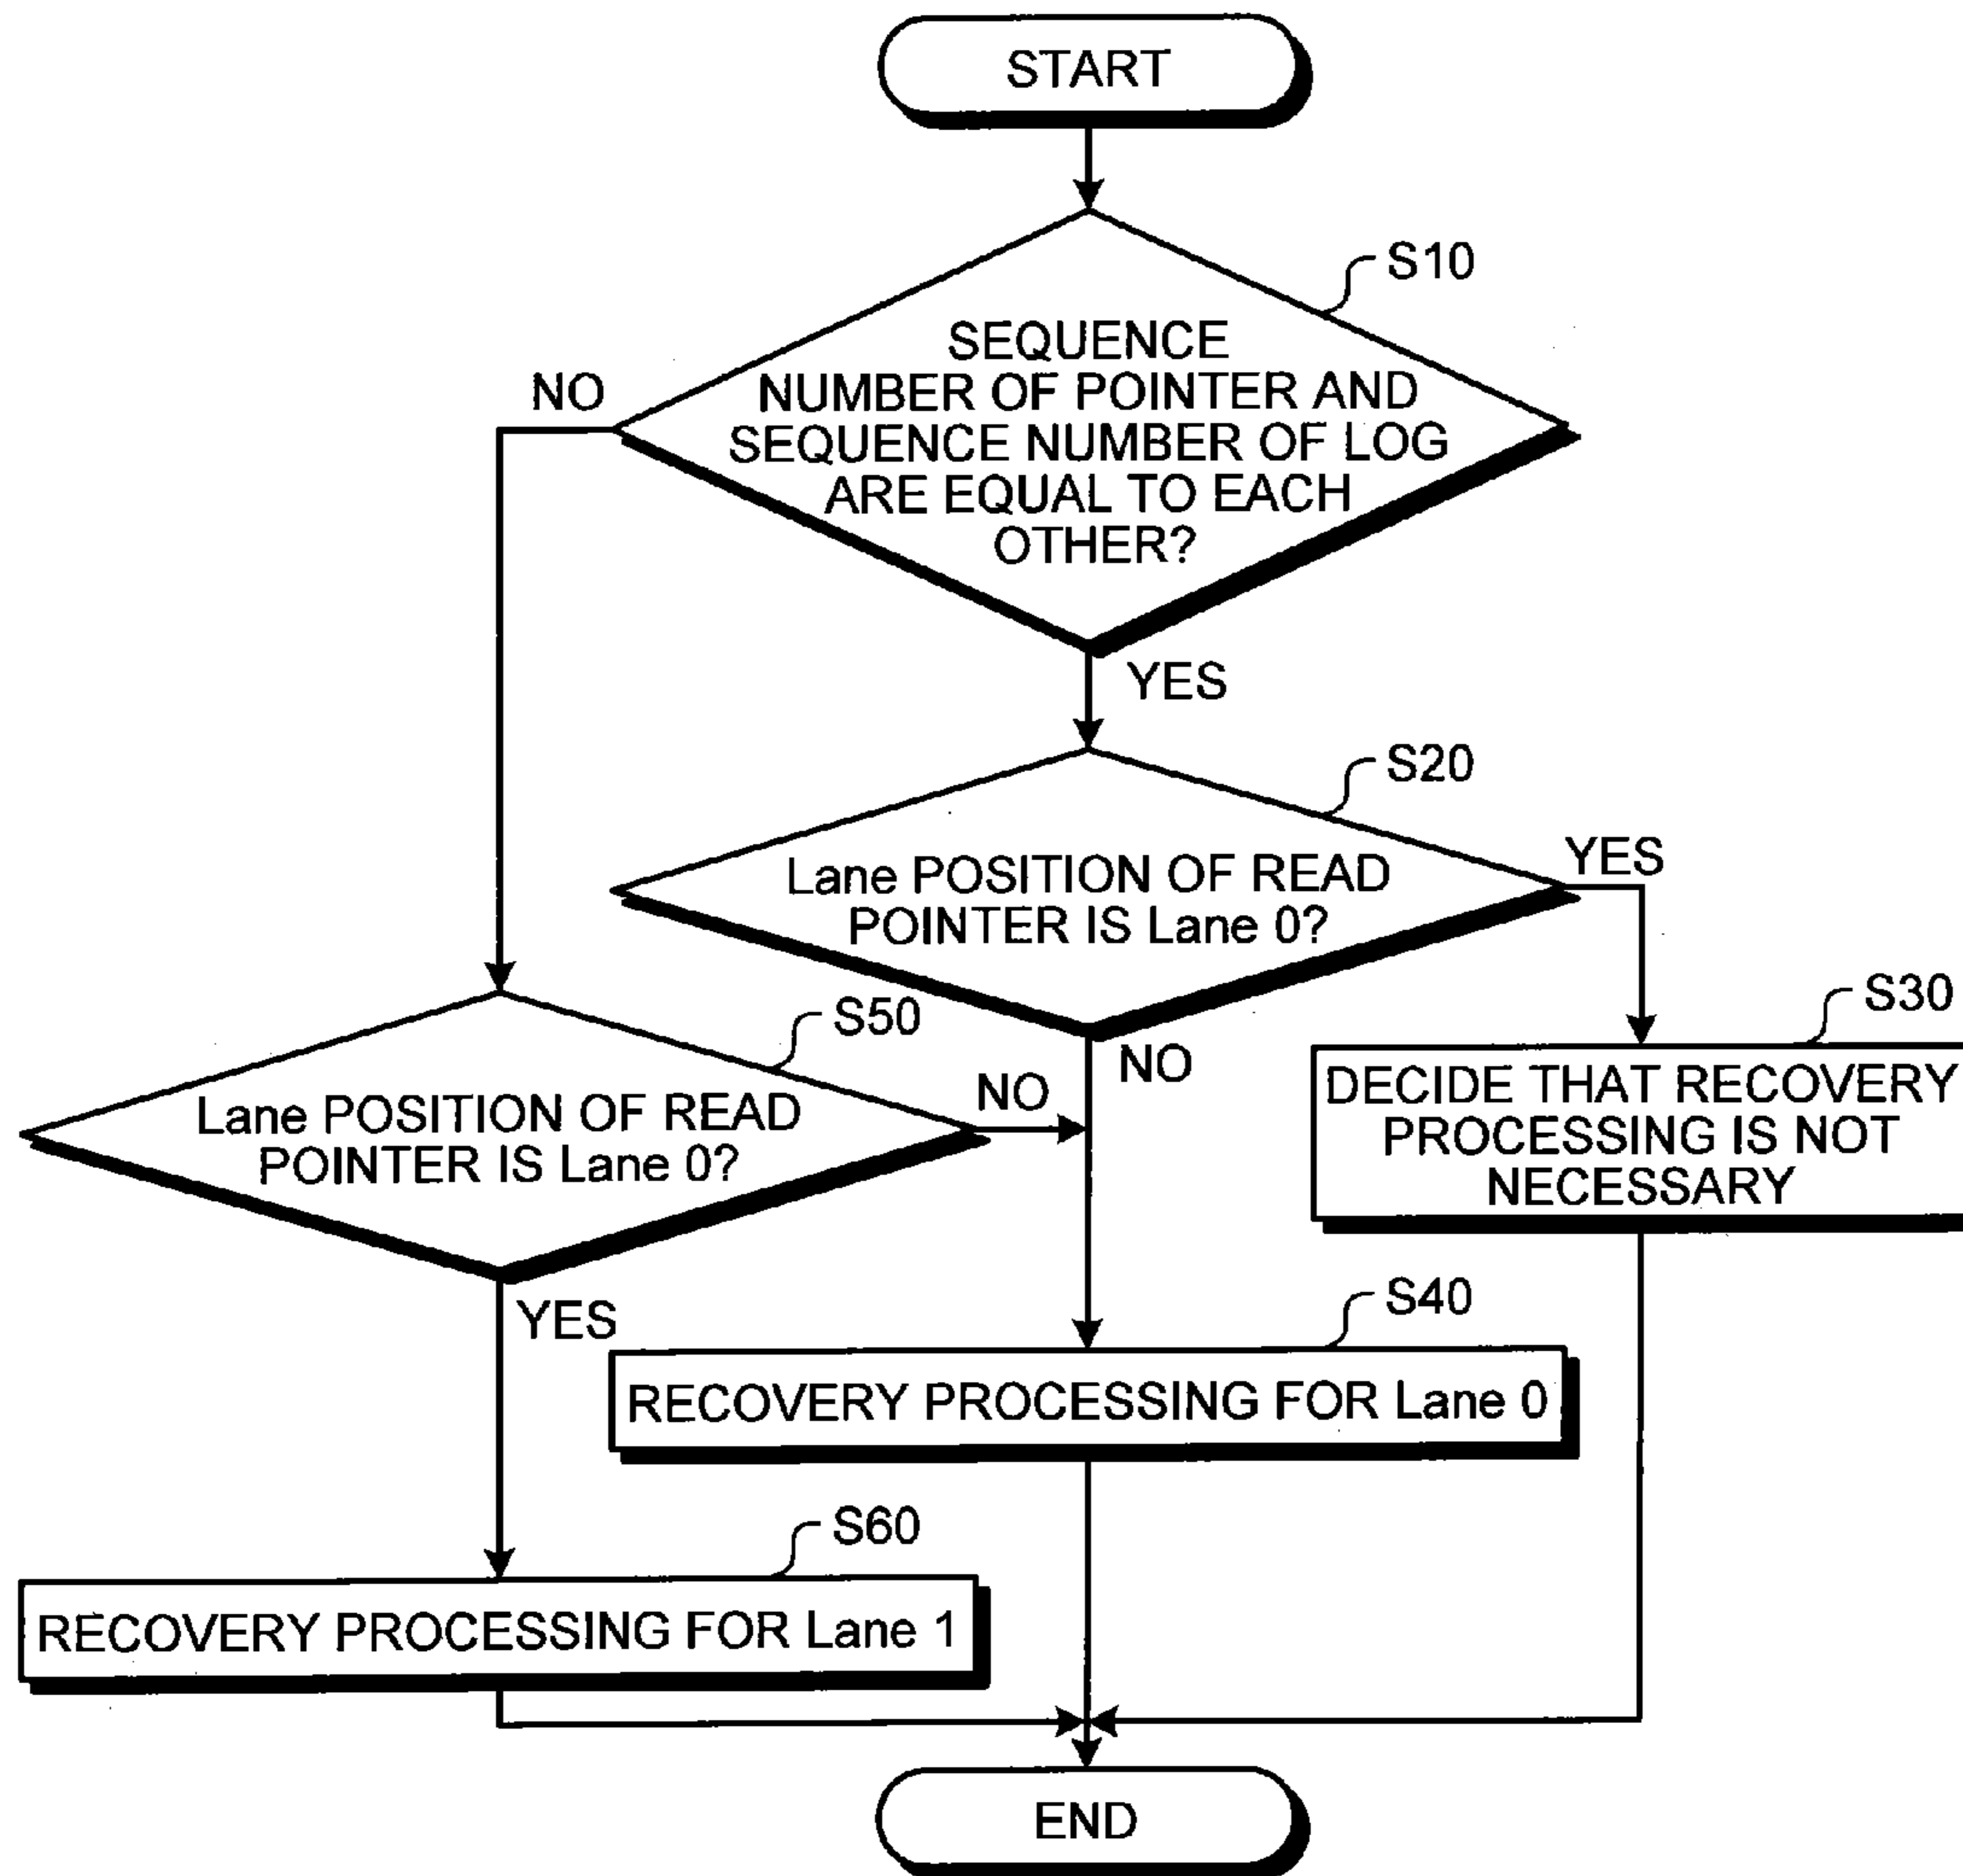 START
S10
SEQUENCE
NUMBER OF POINTER AND
SEQUENCE NUMBER OF LOG
ARE EQUAL TO EACH
OTHER?
NO
YES
S20
Lane POSITION OF READ
POINTER IS Lane 0?
YES
NO
S30
DECIDE THAT RECOVERY
PROCESSING IS NOT
NECESSARY
S50
Lane POSITION OF READ
POINTER IS Lane 0?
NO
YES
S40
RECOVERY PROCESSING FOR Lane 0
S60
RECOVERY PROCESSING FOR Lane 1
END